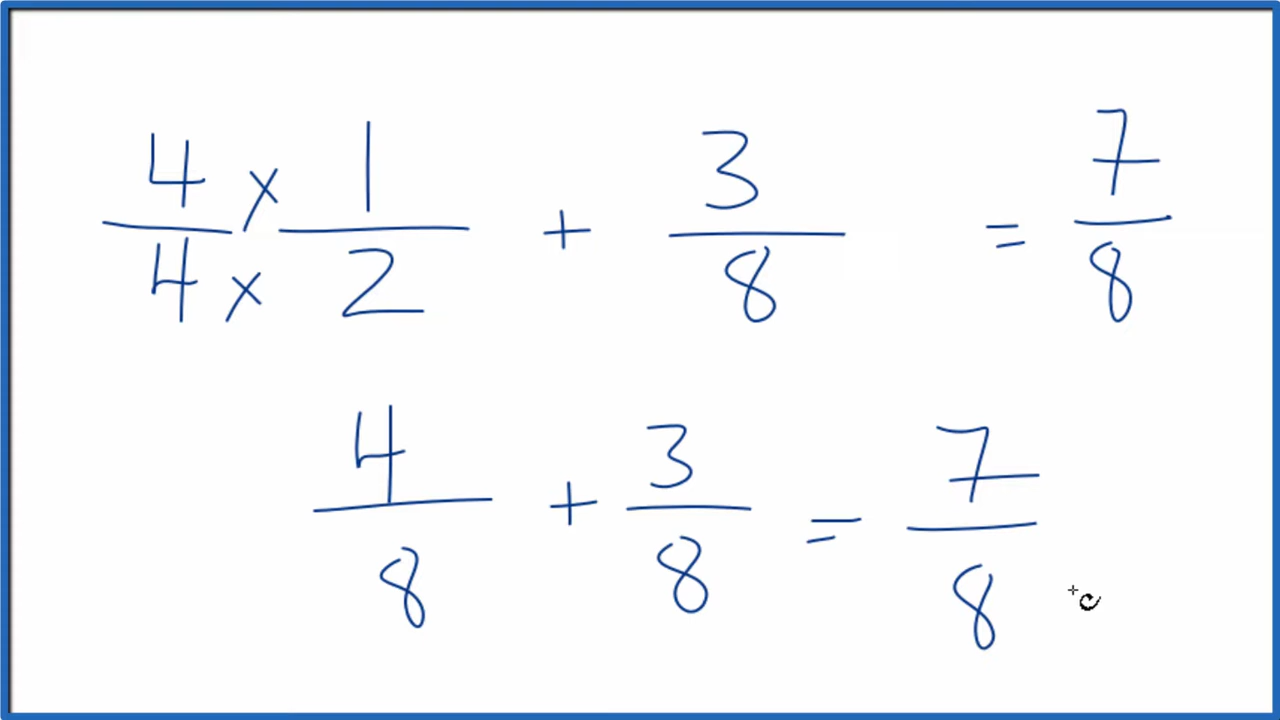 4/4 × 1/2 + 3/8 = 7/8
4/8 + 3/8 = 7/8